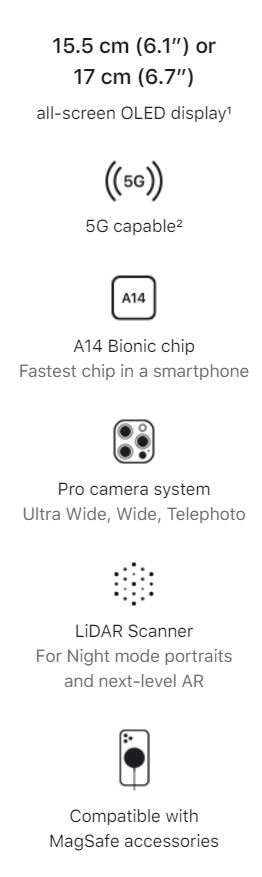 15.5 cm (6.1″) or
17 cm (6.7″)
all-screen OLED display¹
5G
5G capable²
A14
A14 Bionic chip
Fastest chip in a smartphone
Pro camera system
Ultra Wide, Wide, Telephoto
LiDAR Scanner
For Night mode portraits
and next-level AR
Compatible with
MagSafe accessories